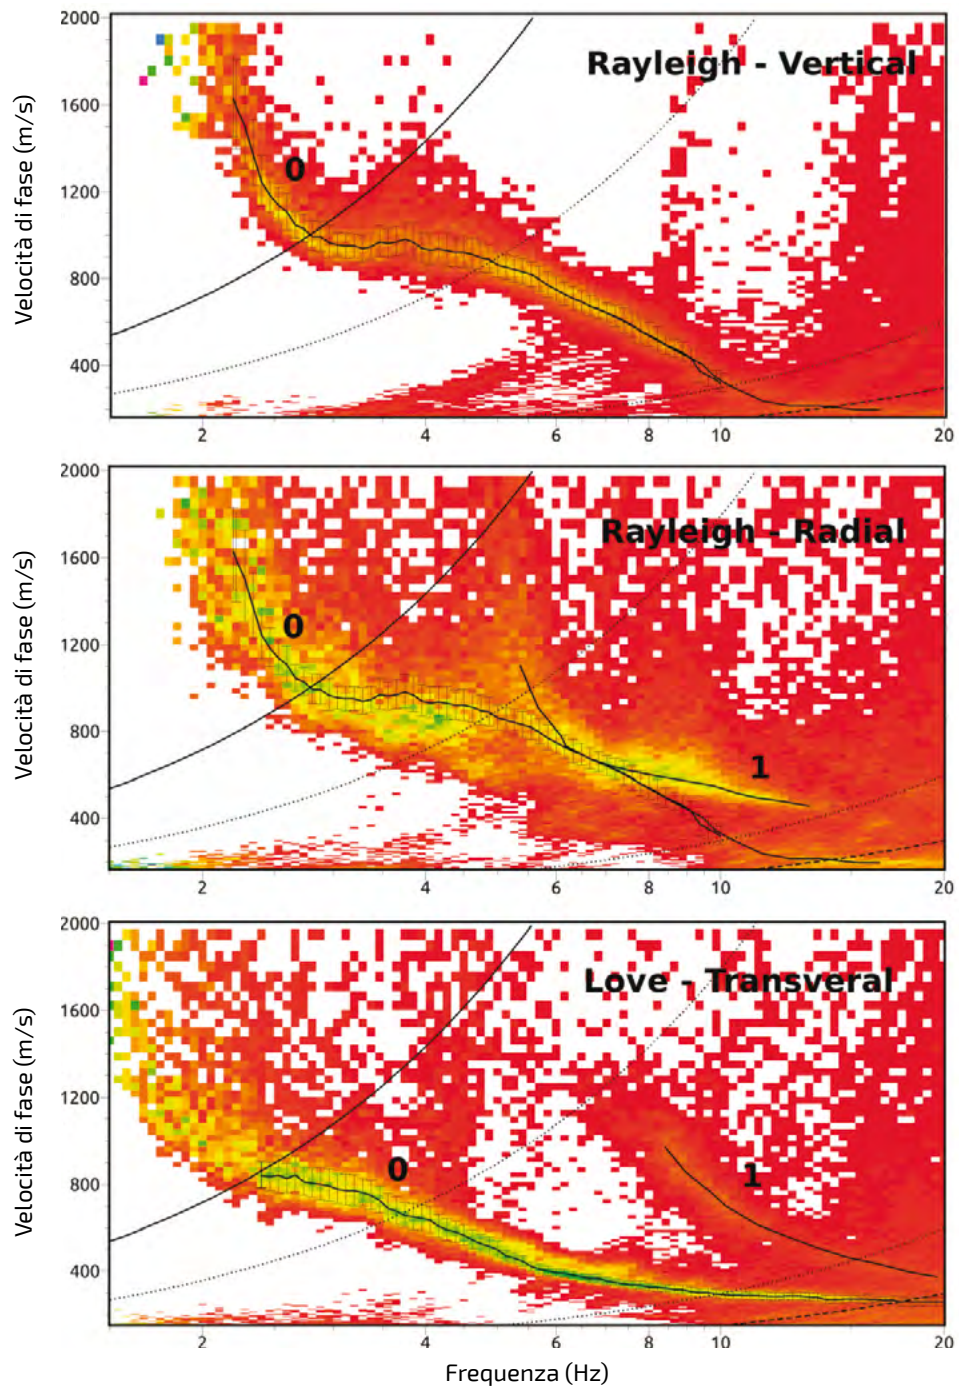 2000
1600
1200
800
400
Velocità di fase (m/s)
Rayleigh - Vertical
0
2 4 6 8 10 20
2000
1600
1200
800
400
Velocità di fase (m/s)
Rayleigh - Radial
0
1
2 4 6 8 10 20
2000
1600
1200
800
400
Velocità di fase (m/s)
Love - Transveral
0
1
2 4 6 8 10 20
Frequenza (Hz)